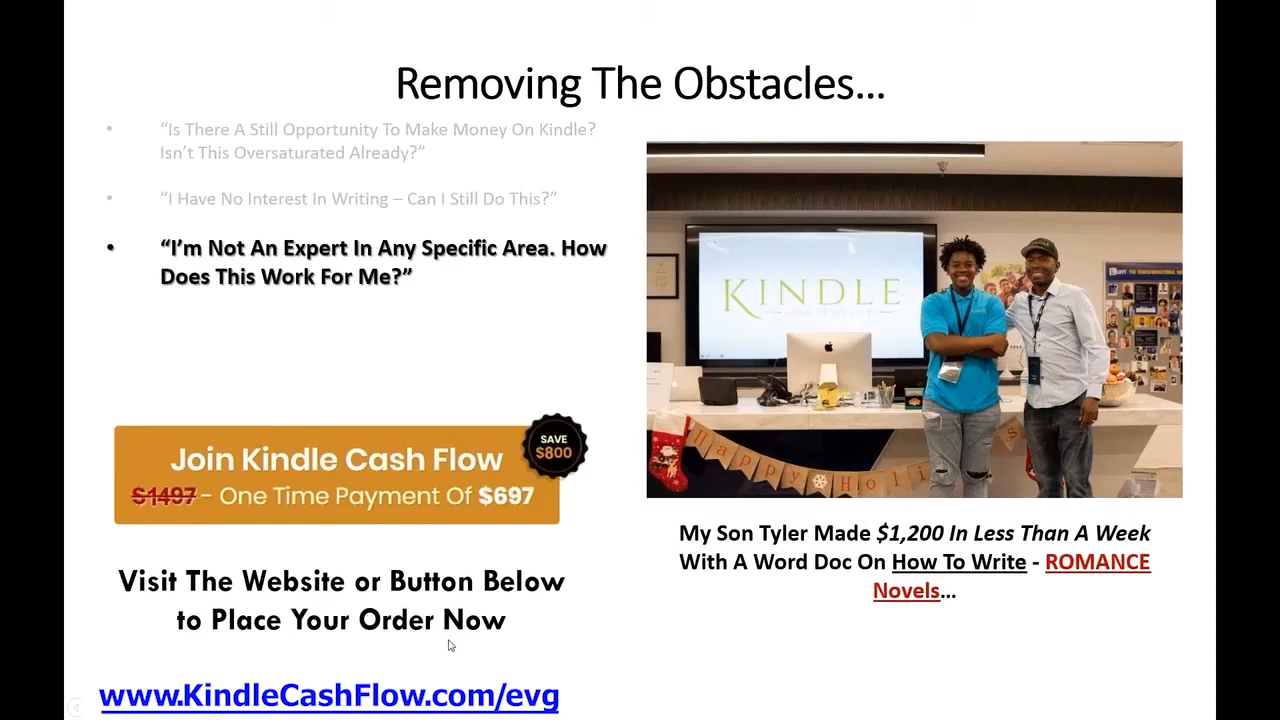 Removing The Obstacles...
• “Is There A Still Opportunity To Make Money On Kindle?
Isn’t This Oversaturated Already?”
• “I Have No Interest In Writing – Can I Still Do This?”
• “I’m Not An Expert In Any Specific Area. How
Does This Work For Me?”
SAVE
$800
Join Kindle Cash Flow
$1497 - One Time Payment Of $697
Visit The Website or Button Below
to Place Your Order Now
www.KindleCashFlow.com/evg
KINDLE
THE TRANSFORMATIONAL
Happy Holi
$
My Son Tyler Made $1,200 In Less Than A Week
With A Word Doc On How To Write - ROMANCE
Novels...